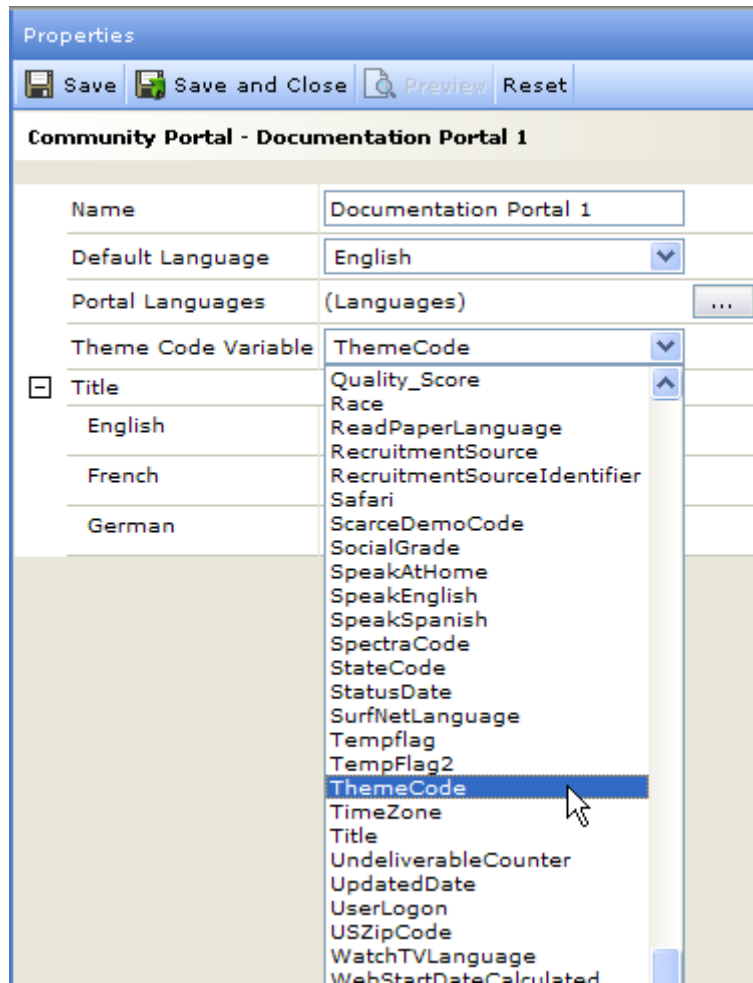 Properties
Save Save and Close Preview Reset
Community Portal - Documentation Portal 1
Name Documentation Portal 1
Default Language English
Portal Languages (Languages) ...
Theme Code Variable ThemeCode
Title
English
French
German
Quality_Score
Race
ReadPaperLanguage
RecruitmentSource
RecruitmentSourceIdentifier
Safari
ScarceDemoCode
SocialGrade
SpeakAtHome
SpeakEnglish
SpeakSpanish
SpectraCode
StateCode
StatusDate
SurfNetLanguage
Tempflag
TempFlag2
ThemeCode
TimeZone
Title
UndeliverableCounter
UpdatedDate
UserLogon
USZipCode
WatchTVLanguage
WebStartDateCalculated